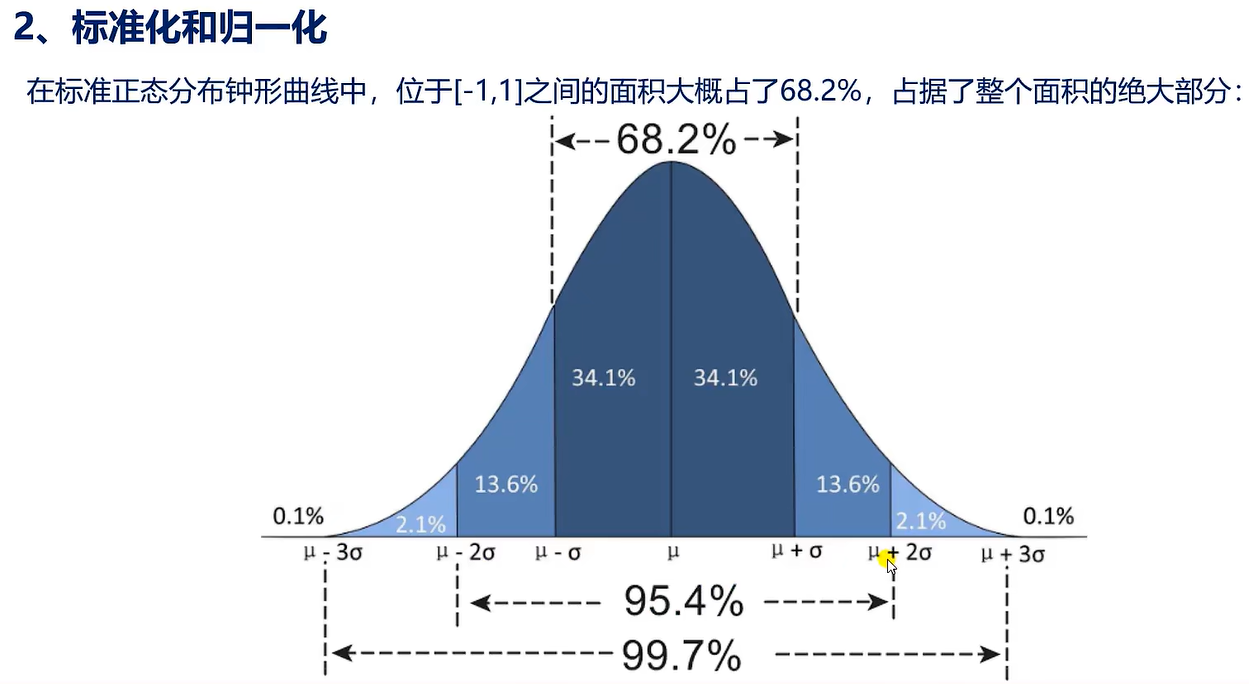 2、标准化和归一化
在标准正态分布钟形曲线中，位于[-1,1]之间的面积大概占了68.2%，占据了整个面积的绝大部分：
68.2%
34.1% 34.1%
13.6% 13.6%
0.1% 2.1% 2.1% 0.1%
μ - 3σ μ - 2σ μ - σ μ μ + σ μ + 2σ μ + 3σ
95.4%
99.7%